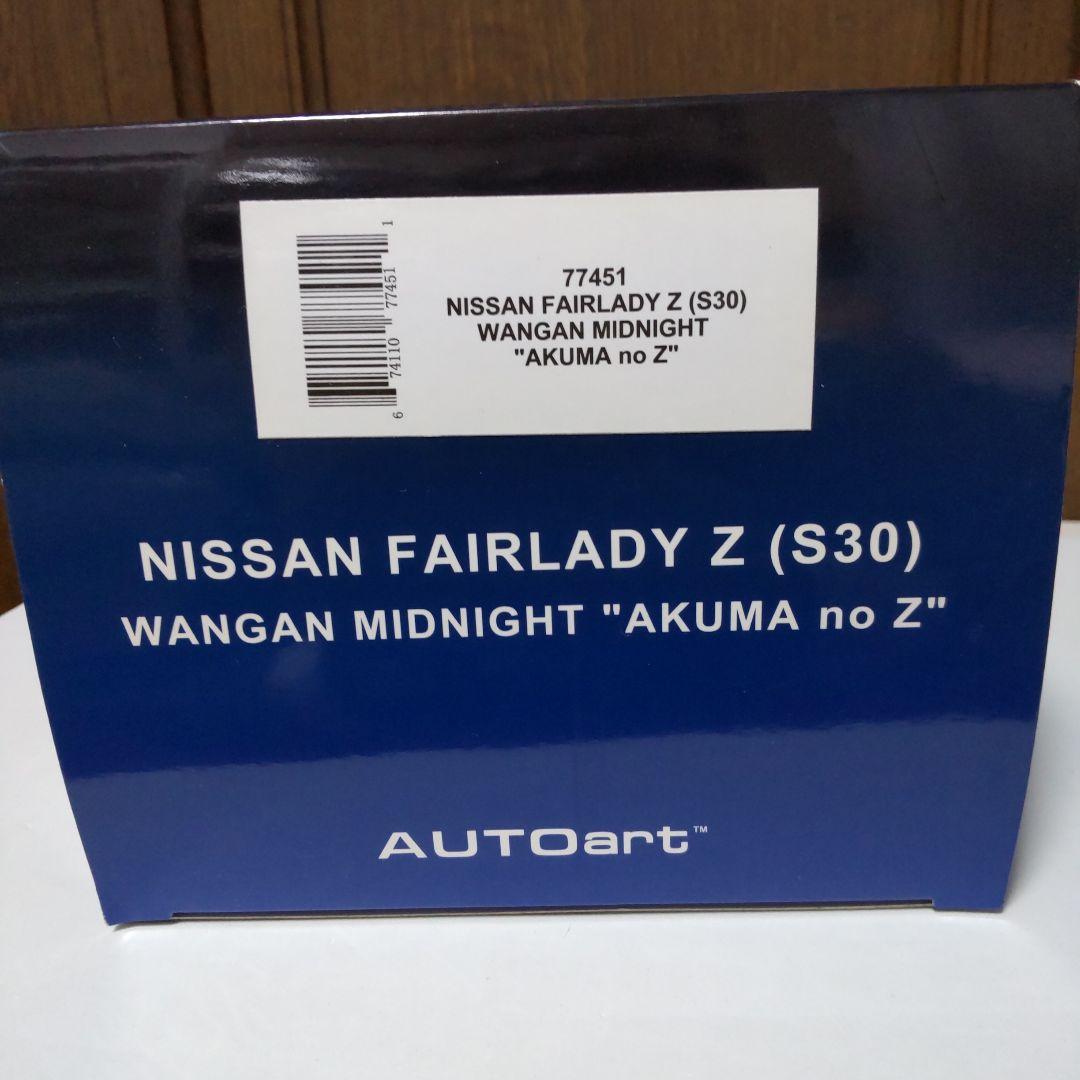 6 74110 77451 1
77451
NISSAN FAIRLADY Z (S30)
WANGAN MIDNIGHT
"AKUMA no Z"
NISSAN FAIRLADY Z (S30)
WANGAN MIDNIGHT "AKUMA no Z"
AUTOart™